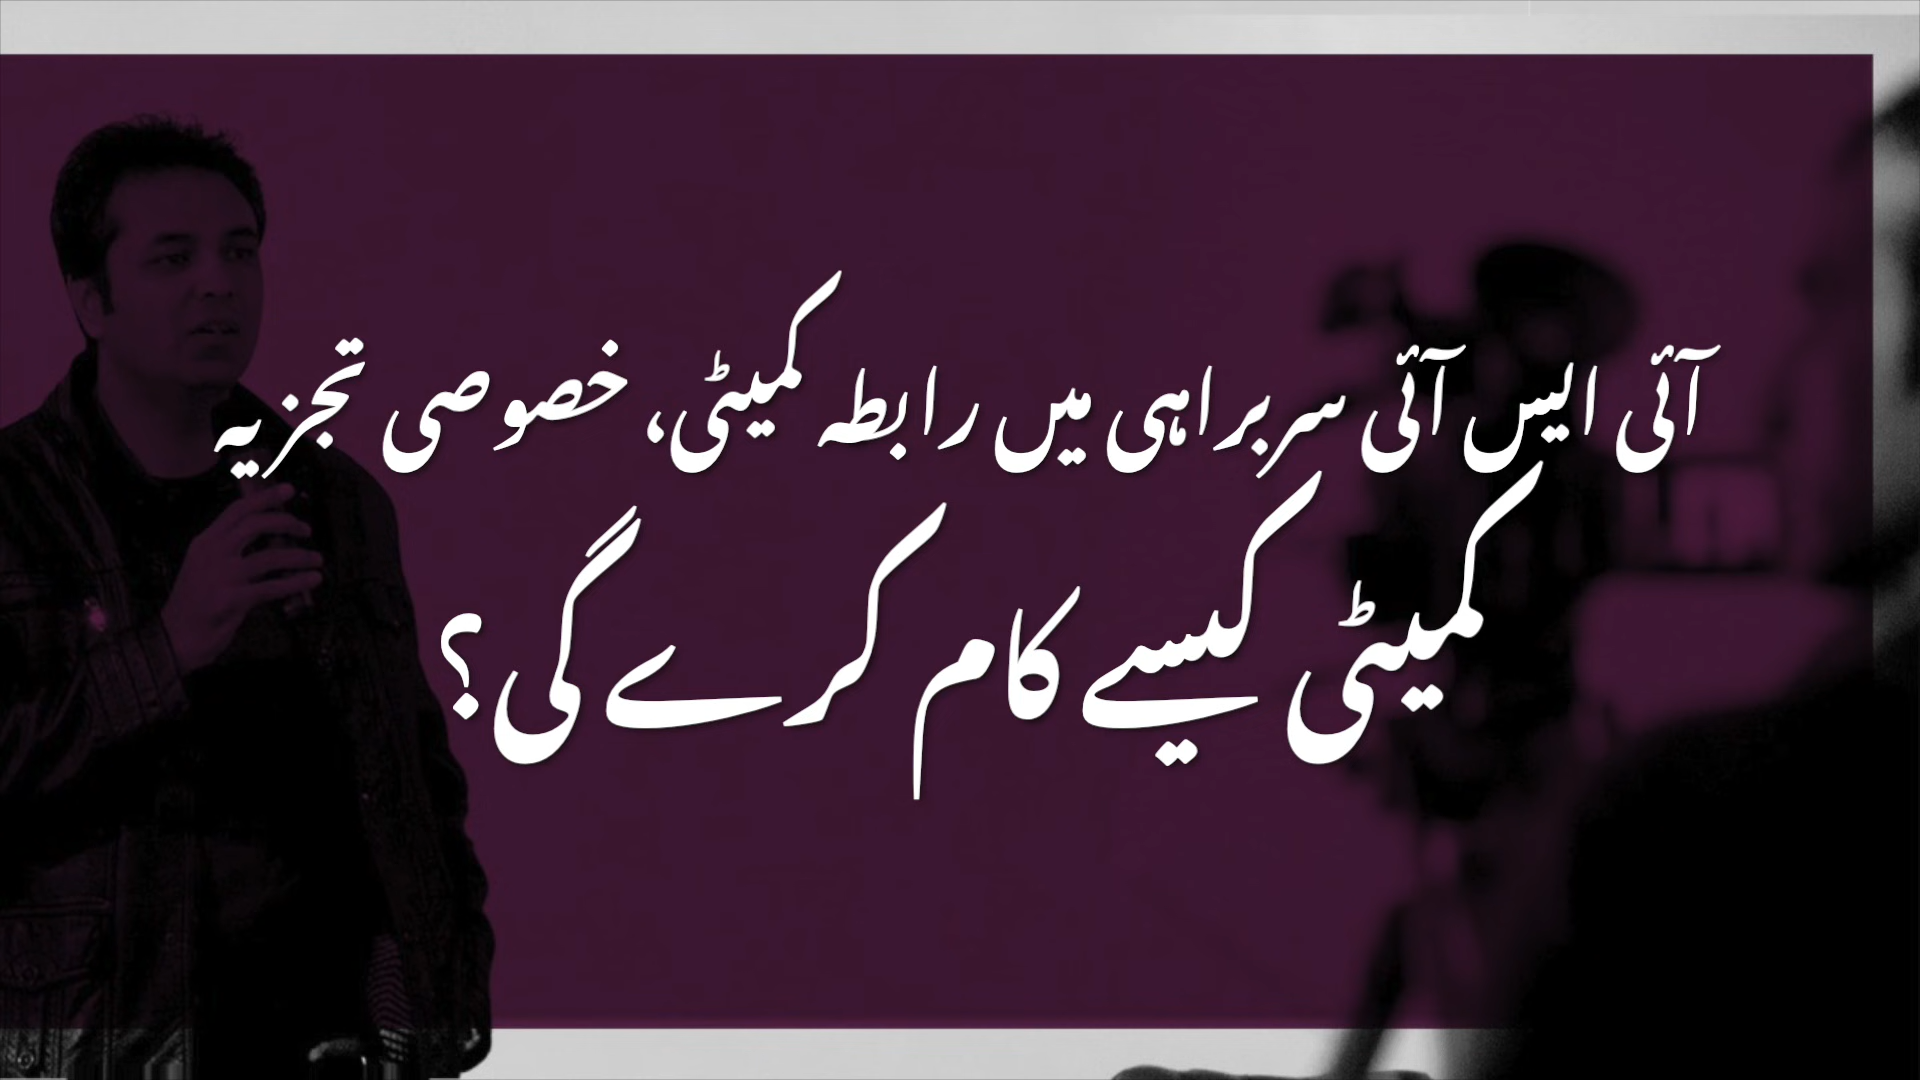 آئی ایس آئی سربراہی میں رابطہ کمیٹی، خصوصی تجزیہ
کمیٹی کیسے کام کرے گی؟